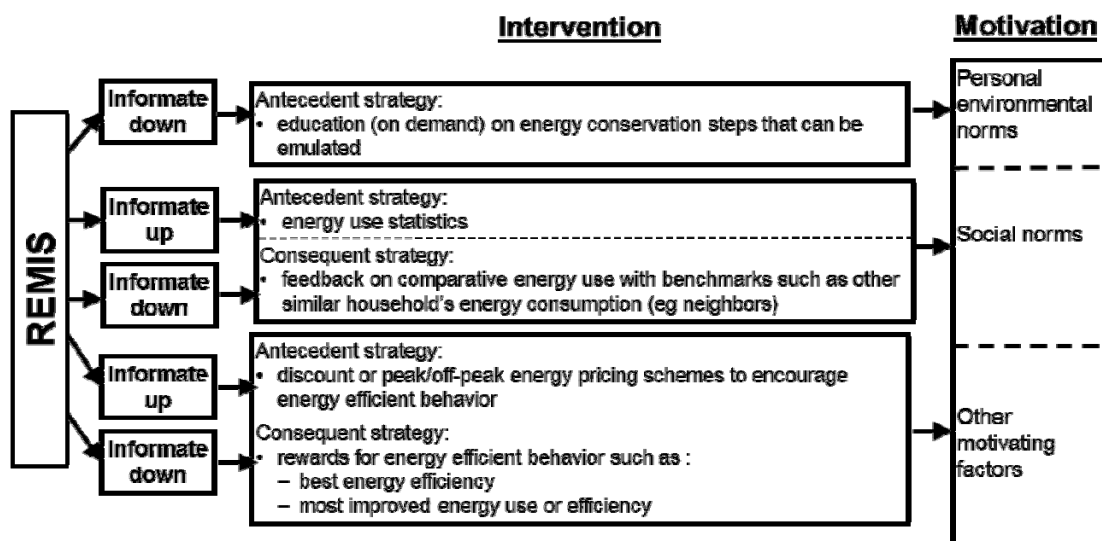 Intervention
Motivation
REMIS
Informate
down
Antecedent strategy:
• education (on demand) on energy conservation steps that can be
emulated
Personal
environmental
norms
Informate
up
Antecedent strategy:
• energy use statistics
Informate
down
Consequent strategy:
• feedback on comparative energy use with benchmarks such as other
similar household's energy consumption (eg neighbors)
Social norms
Informate
up
Antecedent strategy:
• discount or peak/off-peak energy pricing schemes to encourage
energy efficient behavior
Informate
down
Consequent strategy:
• rewards for energy efficient behavior such as :
– best energy efficiency
– most improved energy use or efficiency
Other
motivating
factors